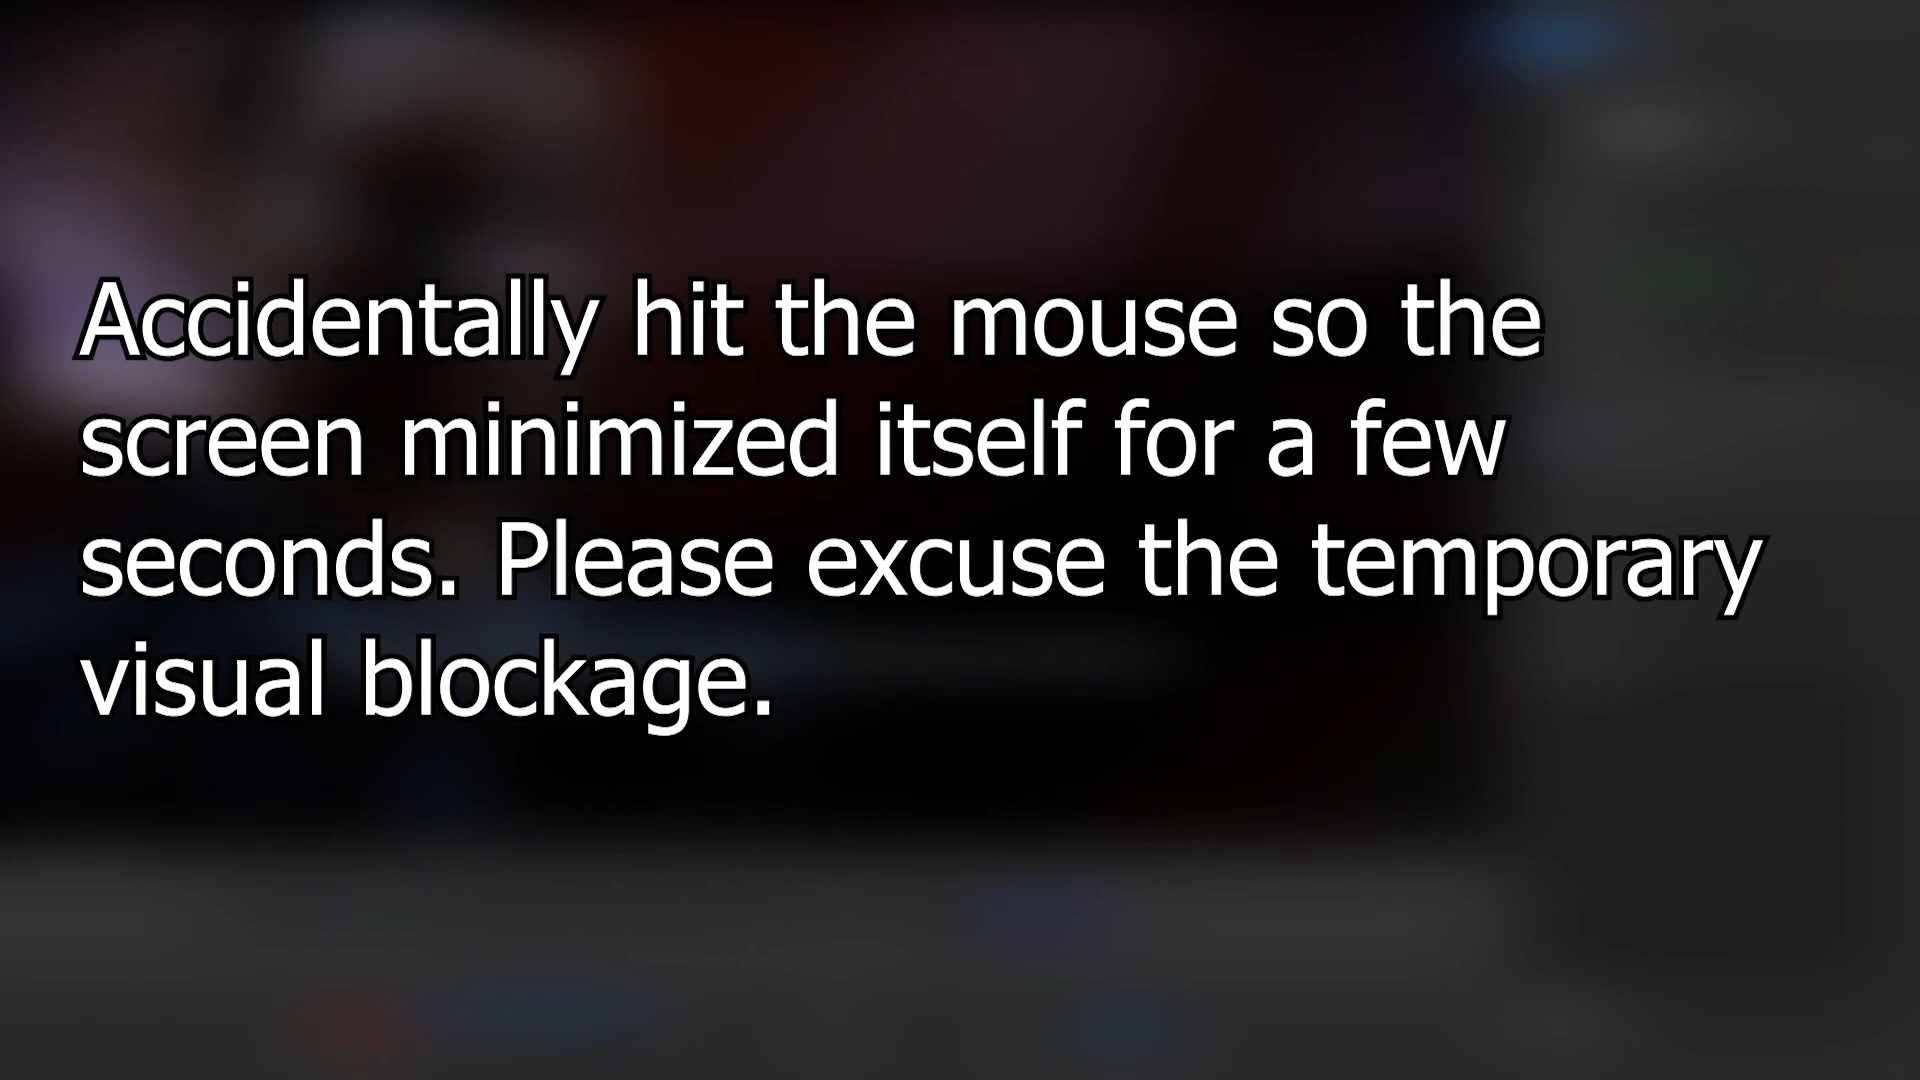 Accidentally hit the mouse so the
screen minimized itself for a few
seconds. Please excuse the temporary
visual blockage.